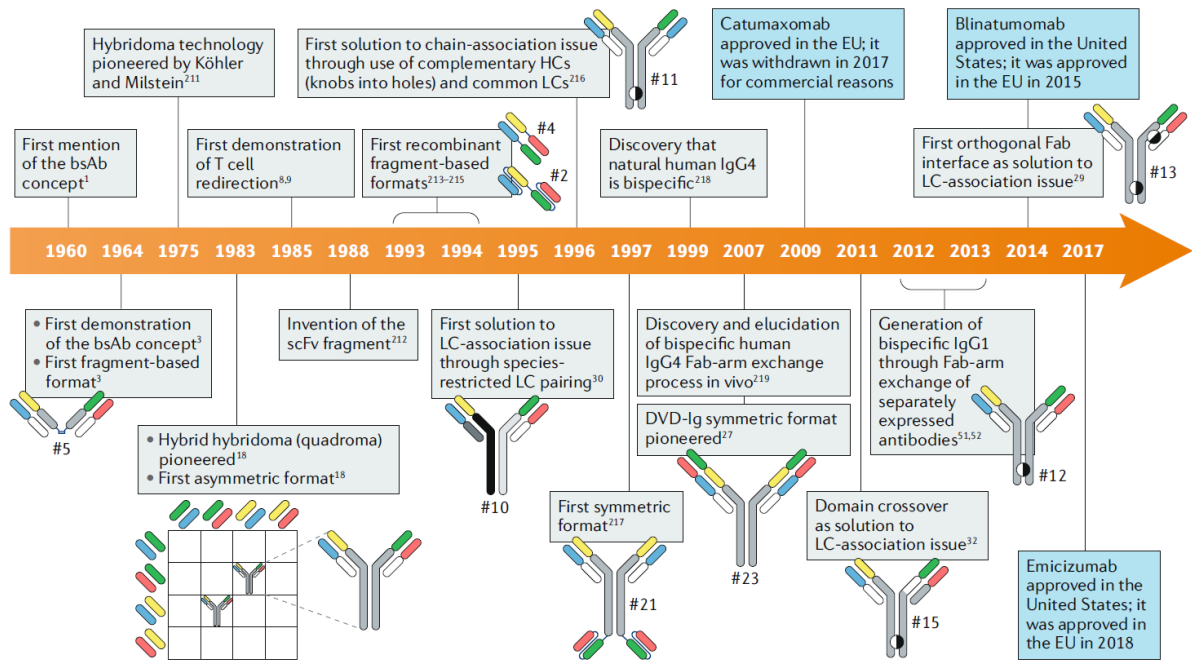 Hybridoma technology
pioneered by Köhler
and Milstein211
First solution to chain-association issue
through use of complementary HCs
(knobs into holes) and common LCs216
#11
Catumaxomab
approved in the EU; it
was withdrawn in 2017
for commercial reasons
Blinatumomab
approved in the United
States; it was approved
in the EU in 2015
First mention
of the bsAb
concept1
First demonstration
of T cell
redirection8,9
First recombinant
fragment-based
formats213–215
#4
#2
Discovery that
natural human IgG4
is bispecific218
First orthogonal Fab
interface as solution to
LC-association issue29
#13
1960 1964 1975 1983 1985 1988 1993 1994 1995 1996 1997 1999 2007 2009 2011 2012 2013 2014 2017
• First demonstration
of the bsAb concept3
• First fragment-based
format3
#5
• Hybrid hybridoma (quadroma)
pioneered18
• First asymmetric format18
Invention of the
scFv fragment212
First solution to
LC-association issue
through species-
restricted LC pairing30
#10
First symmetric
format217
#21
Discovery and elucidation
of bispecific human
IgG4 Fab-arm exchange
process in vivo219
DVD-Ig symmetric format
pioneered27
#23
Domain crossover
as solution to
LC-association issue32
#15
Generation of
bispecific IgG1
through Fab-arm
exchange of
separately
expressed
antibodies51,52
#12
Emicizumab
approved in the
United States; it
was approved in
the EU in 2018